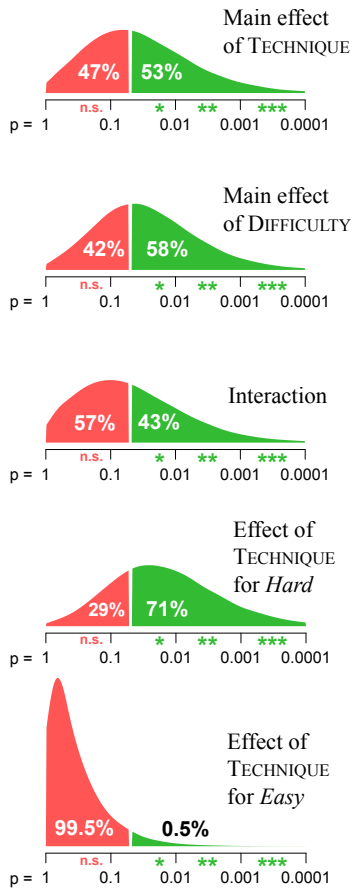 Main effect
of TECHNIQUE
47% 53%
n.s. * ** ***
p = 1 0.1 0.01 0.001 0.0001
Main effect
of DIFFICULTY
42% 58%
n.s. * ** ***
p = 1 0.1 0.01 0.001 0.0001
Interaction
57% 43%
n.s. * ** ***
p = 1 0.1 0.01 0.001 0.0001
Effect of
TECHNIQUE
for Hard
29% 71%
n.s. * ** ***
p = 1 0.1 0.01 0.001 0.0001
Effect of
TECHNIQUE
for Easy
99.5% 0.5%
n.s. * ** ***
p = 1 0.1 0.01 0.001 0.0001